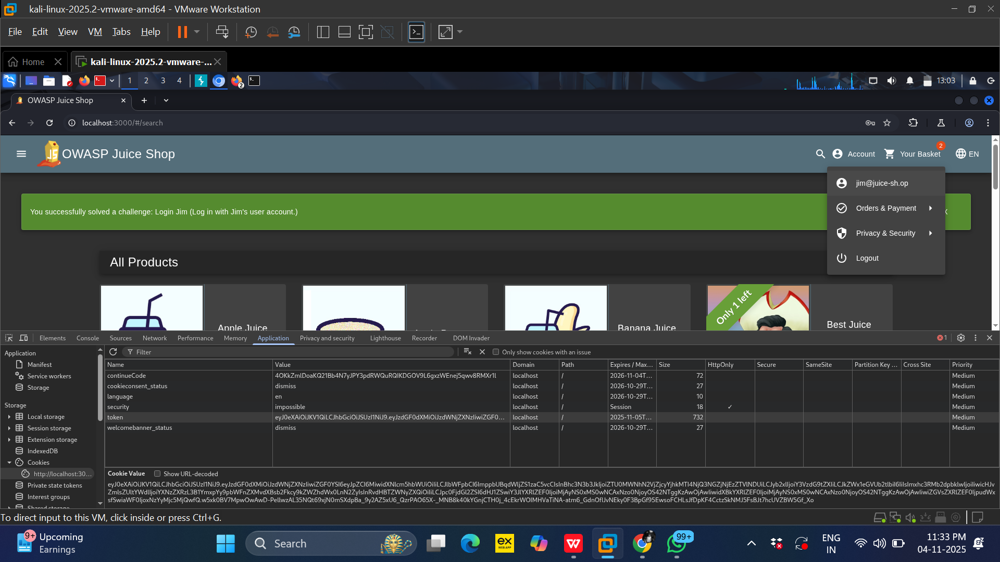 kali-linux-2025.2-vmware-amd64 - VMware Workstation
File Edit View VM Tabs Help
Home
kali-linux-2025.2-vmware-...
1 2 3 4
2
13:03
OWASP Juice Shop
localhost:3000/#/search
OWASP Juice Shop
Account
Your Basket
2
EN
jim@juice-sh.op
Orders & Payment
Privacy & Security
Logout
You successfully solved a challenge: Login Jim (Log in with Jim's user account.)
X
All Products
Apple Juice
Banana Juice
Only 1 left
Best Juice
Elements Console Sources Network Performance Memory Application Privacy and security Lighthouse Recorder DOM Invader
1
Application
Manifest
Service workers
Storage
Storage
Local storage
Session storage
Extension storage
IndexedDB
Cookies
http://localhost:30...
Private state tokens
Interest groups
Shared storage
Filter
Only show cookies with an issue
Name Value Domain Path Expires / Max... Size HttpOnly Secure SameSite Partition Key ... Cross Site Priority
continueCode 4OKkZmlDoaKQ21Bb4N7yJPY3pdRWQuRQIKDGOV9L6gxzWEnej5qwv8RMXr1l localhost / 2026-11-04T... 72 Medium
cookieconsent_status dismiss localhost / 2026-10-29T... 27 Medium
language en localhost / 2026-10-29T... 10 Medium
security impossible localhost / Session 18 ✓ Medium
token eyJ0eXAiOiJKV1QiLCJhbGciOiJSUzI1NiJ9.eyJzdGF0dXMiOiJzdWNjZXNzIiwiZGF0... localhost / 2025-11-05T... 732 Medium
welcomebanner_status dismiss localhost / 2026-10-29T... 27 Medium
Cookie Value Show URL-decoded
To direct input to this VM, click inside or press Ctrl+G.
9+
Upcoming
Earnings
Search
ex
WEB APP
99+
ENG
IN
11:33 PM
04-11-2025